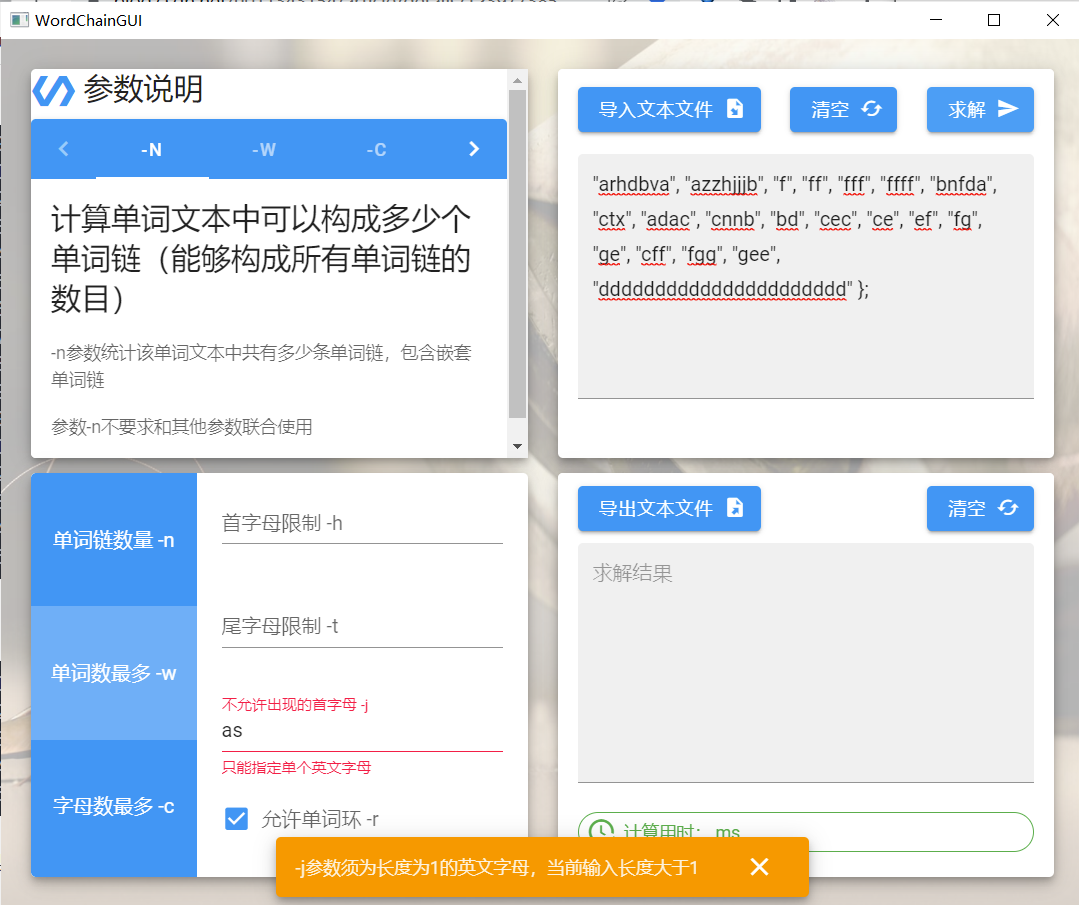 WordChainGUI
参数说明
-N
-W
-C
计算单词文本中可以构成多少个
单词链（能够构成所有单词链的
数目）
-n参数统计该单词文本中共有多少条单词链，包含嵌套
单词链
参数-n不要求和其他参数联合使用
导入文本文件
清空
求解
"arhdbva", "azzhjjjb", "f", "ff", "fff", "ffff", "bnfda",
"ctx", "adac", "cnnb", "bd", "cec", "ce", "ef", "fg",
"ge", "cff", "fgg", "gee",
"dddddddddddddddddddddd" };
单词链数量 -n
单词数最多 -w
字母数最多 -c
首字母限制 -h
尾字母限制 -t
不允许出现的首字母 -j
as
只能指定单个英文字母
允许单词环 -r
导出文本文件
清空
求解结果
计算用时： ms
-j参数须为长度为1的英文字母，当前输入长度大于1